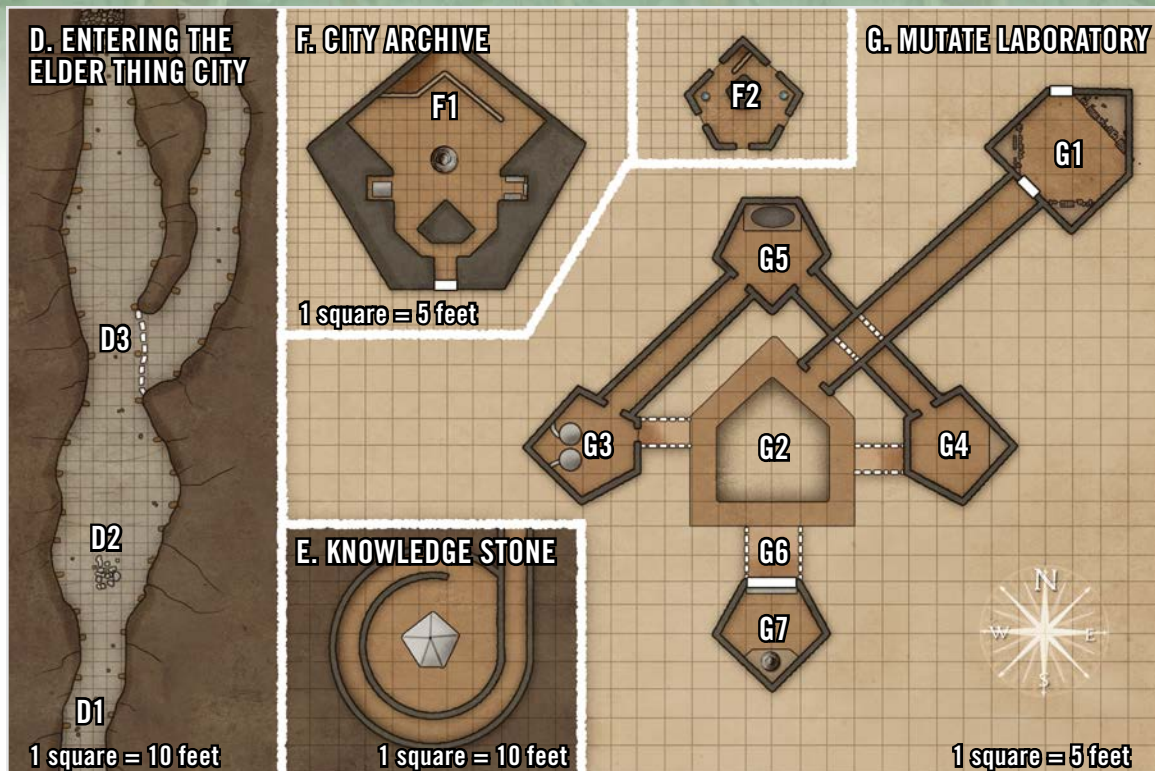 D. ENTERING THE
ELDER THING CITY
D3
D2
D1
1 square = 10 feet
F. CITY ARCHIVE
F1
1 square = 5 feet
F2
E. KNOWLEDGE STONE
1 square = 10 feet
G. MUTATE LABORATORY
G1
G5
G3
G2
G4
G6
G7
N
W
E
S
1 square = 5 feet